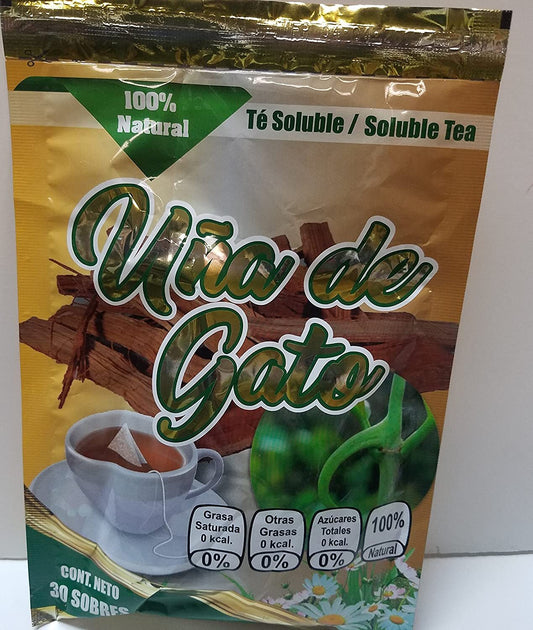 100%
Natural
Té Soluble / Soluble Tea
Uña de
Gato
Grasa
Saturada
0 kcal.
0%
Otras
Grasas
0 kcal.
0%
Azúcares
Totales
0 kcal.
0%
100%
Natural
CONT. NETO
30 SOBRES